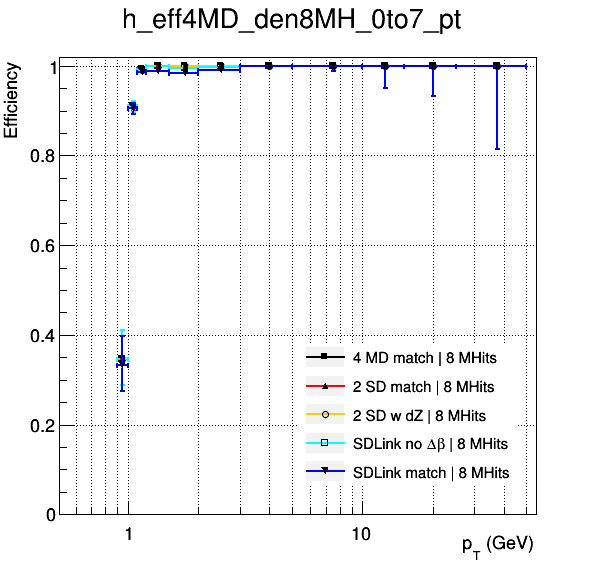 h_eff4MD_den8MH_0to7_pt
Efficiency
1
0.8
0.6
0.4
0.2
0
4 MD match | 8 MHits
2 SD match | 8 MHits
2 SD w dZ | 8 MHits
SDLink no Δβ | 8 MHits
SDLink match | 8 MHits
1
10
p_T (GeV)